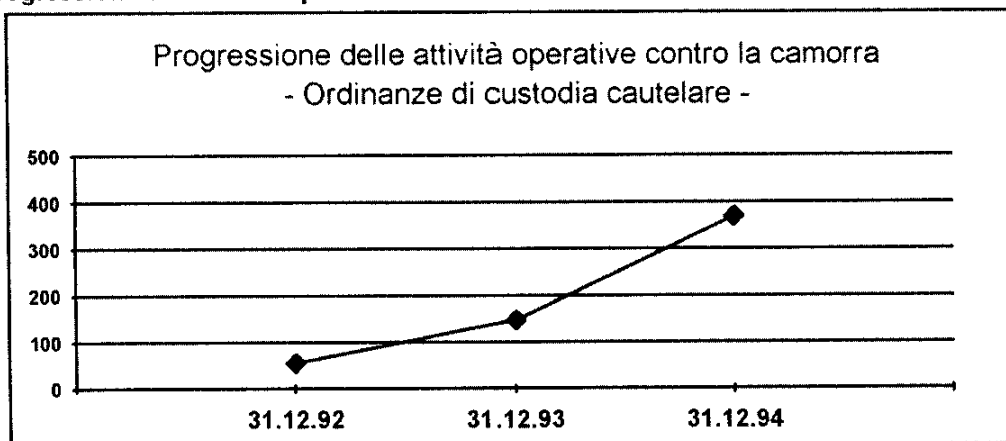 Progressione delle attività operative contro la camorra
- Ordinanze di custodia cautelare -
500
400
300
200
100
0
31.12.92 31.12.93 31.12.94